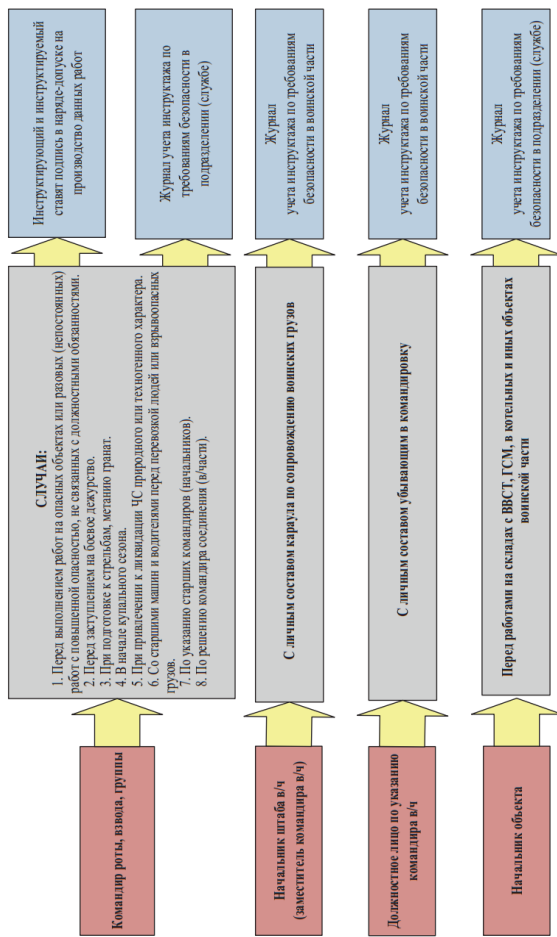 Командир роты, взвода, группы
СЛУЧАИ:
1. Перед выполнением работ на опасных объектах или разовых (непостоянных)
работ с повышенной опасностью, не связанных с должностными обязанностями.
2. Перед заступлением на боевое дежурство.
3. При подготовке к стрельбам, метанию гранат.
4. В начале купального сезона.
5. При привлечении к ликвидации ЧС природного или техногенного характера.
6. Со старшими машин и водителями перед перевозкой людей или взрывоопасных
грузов.
7. По указанию старших командиров (начальников).
8. По решению командира соединения (в/части).
Инструктирующий и инструктируемый
ставят подпись в наряде-допуске на
производство данных работ
Журнал учета инструктажа по
требованиям безопасности в
подразделении (службе)
Начальник штаба в/ч
(заместитель командира в/ч)
С личным составом караула по сопровождению воинских грузов
Журнал
учета инструктажа по требованиям
безопасности в воинской части
Должностное лицо по указанию
командира в/ч
С личным составом убывающим в командировку
Журнал
учета инструктажа по требованиям
безопасности в воинской части
Начальник объекта
Перед работами на складах с ВВСТ, ГСМ, в котельных и иных объектах
воинской части
Журнал
учета инструктажа по требованиям
безопасности в подразделении (службе)